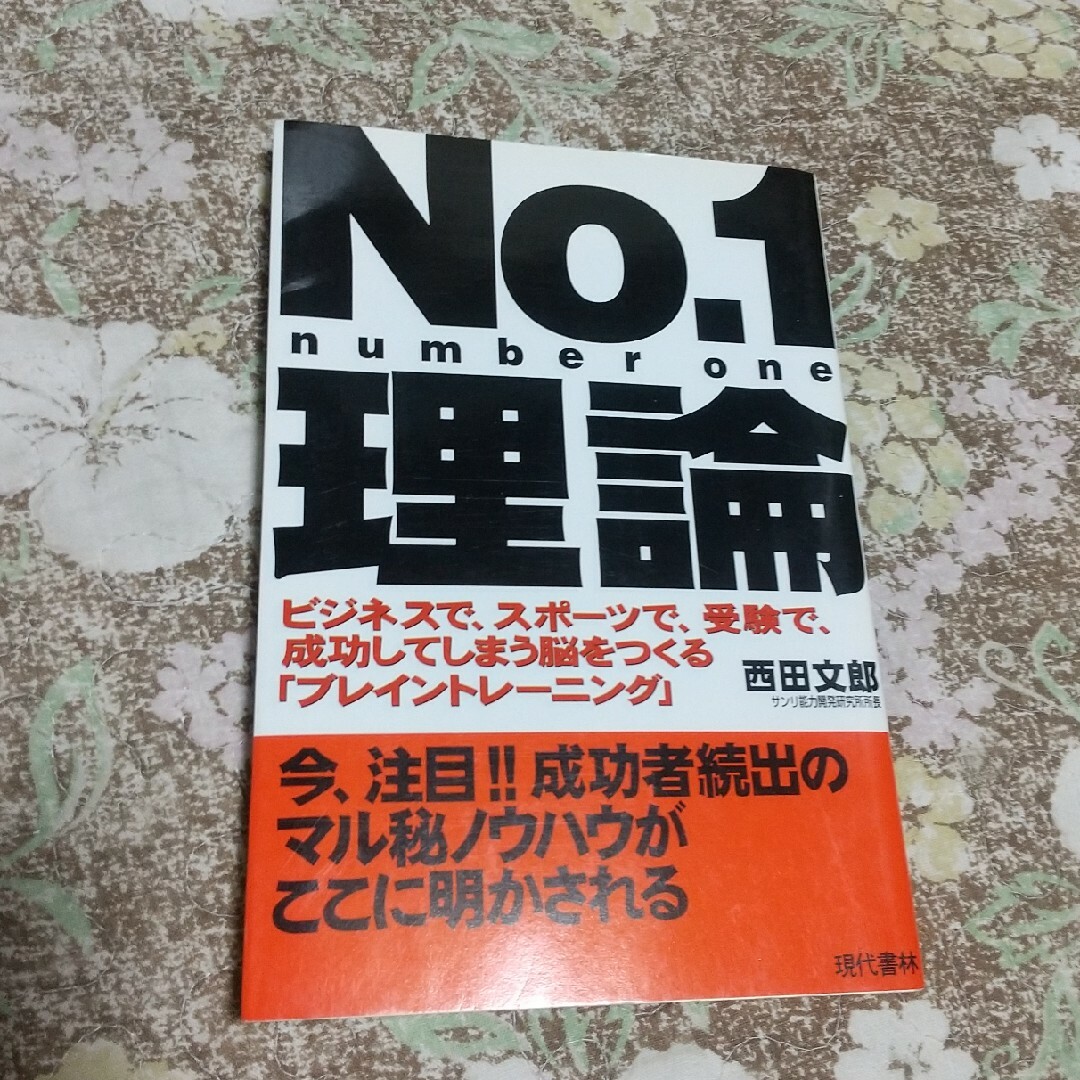 No.1
number one
理論
ビジネスで、スポーツで、受験で、
成功してしまう脳をつくる
「ブレイントレーニング」
西田文郎
サンリ能力開発研究所所長
今、注目!!成功者続出の
マル秘ノウハウが
ここに明かされる
現代書林